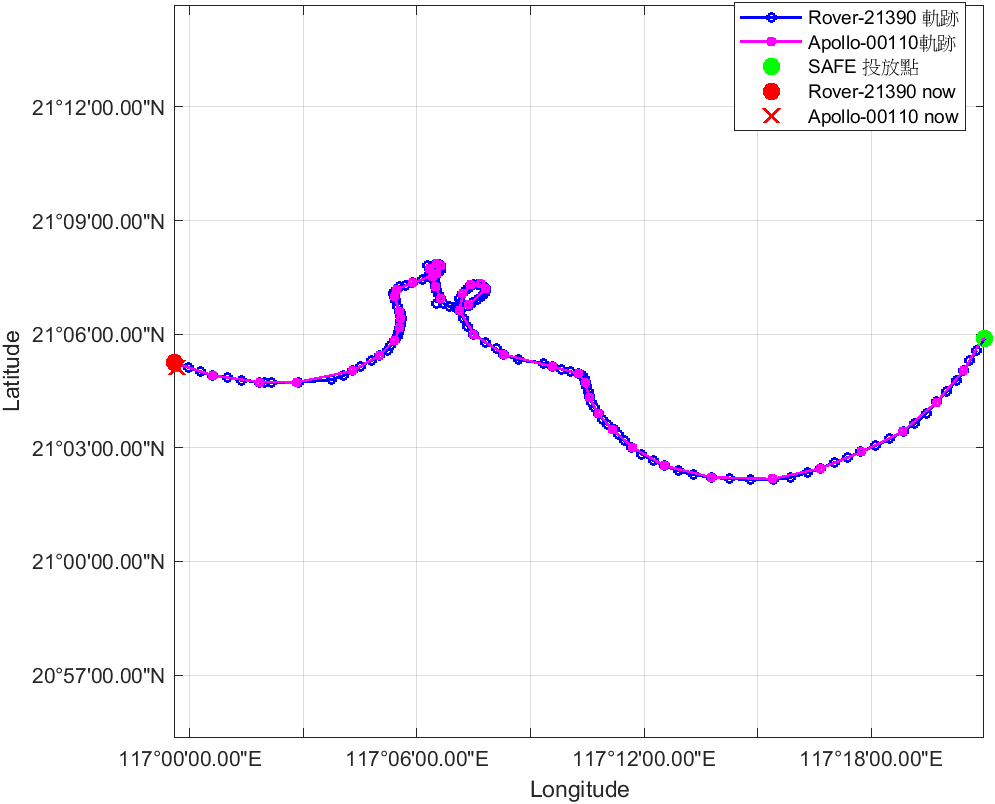 Rover-21390 軌跡
Apollo-00110軌跡
SAFE 投放點
Rover-21390 now
Apollo-00110 now
21°12'00.00"N
21°09'00.00"N
21°06'00.00"N
21°03'00.00"N
21°00'00.00"N
20°57'00.00"N
Latitude
117°00'00.00"E
117°06'00.00"E
117°12'00.00"E
117°18'00.00"E
Longitude